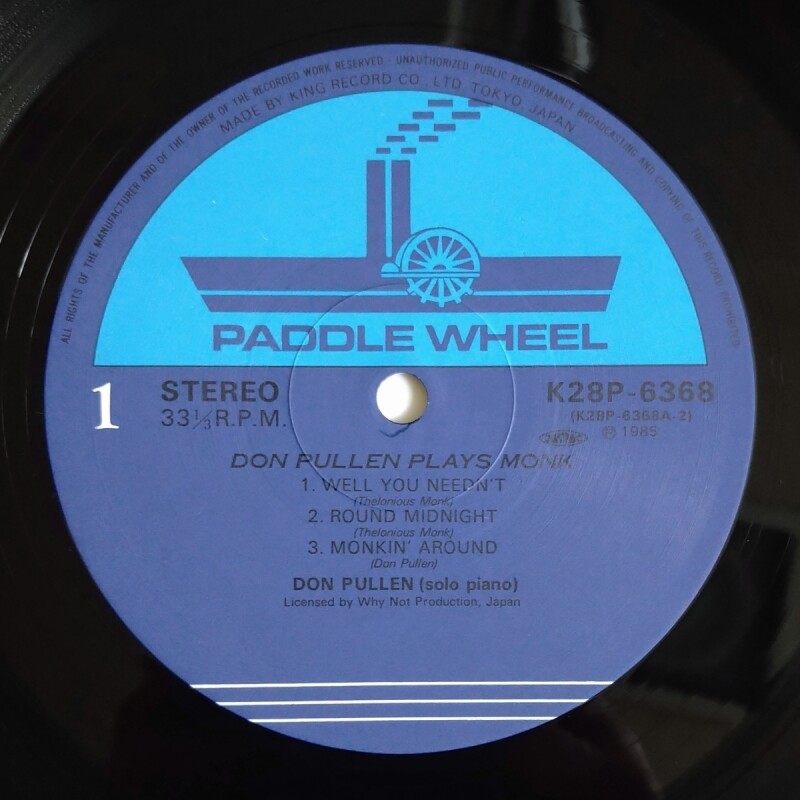 ALL RIGHTS OF THE MANUFACTURER AND OF THE OWNER OF THE RECORDED WORK RESERVED. UNAUTHORIZED PUBLIC PERFORMANCE BROADCASTING AND COPYING OF THIS RECORD PROHIBITED
MADE BY KING RECORD CO., LTD. TOKYO, JAPAN
PADDLE WHEEL
1
STEREO
33 1/3 R.P.M.
K28P-6368
(K28P-6368A-2)
Ⓟ 1985
DON PULLEN PLAYS MONK
1. WELL YOU NEEDN'T
(Thelonious Monk)
2. ROUND MIDNIGHT
(Thelonious Monk)
3. MONKIN' AROUND
(Don Pullen)
DON PULLEN (solo piano)
Licensed by Why Not Production, Japan